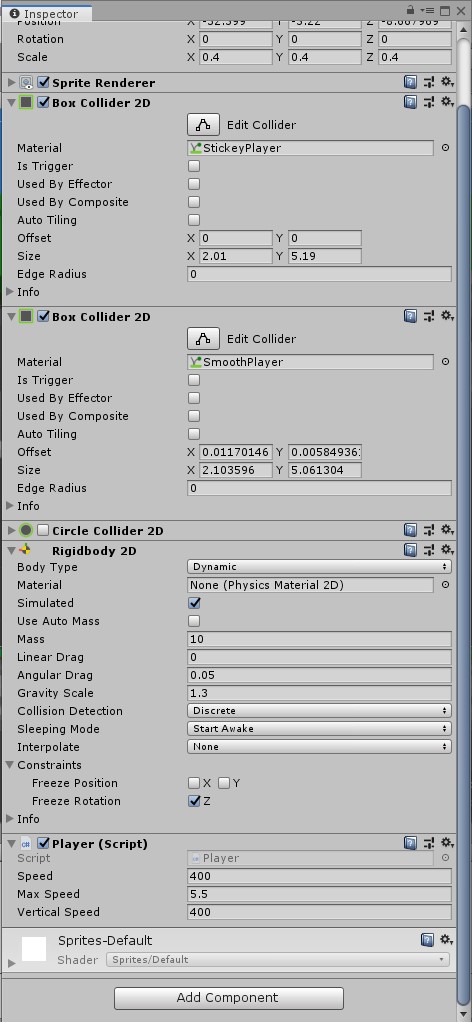 Inspector
Position X -32.399 Y -3.22 Z -8.667969
Rotation X 0 Y 0 Z 0
Scale X 0.4 Y 0.4 Z 0.4
Sprite Renderer
Box Collider 2D
Edit Collider
Material StickeyPlayer
Is Trigger
Used By Effector
Used By Composite
Auto Tiling
Offset X 0 Y 0
Size X 2.01 Y 5.19
Edge Radius 0
Info
Box Collider 2D
Edit Collider
Material SmoothPlayer
Is Trigger
Used By Effector
Used By Composite
Auto Tiling
Offset X 0.01170146 Y 0.005849361
Size X 2.103596 Y 5.061304
Edge Radius 0
Info
Circle Collider 2D
Rigidbody 2D
Body Type Dynamic
Material None (Physics Material 2D)
Simulated
Use Auto Mass
Mass 10
Linear Drag 0
Angular Drag 0.05
Gravity Scale 1.3
Collision Detection Discrete
Sleeping Mode Start Awake
Interpolate None
Constraints
Freeze Position X Y
Freeze Rotation Z
Info
Player (Script)
Script Player
Speed 400
Max Speed 5.5
Vertical Speed 400
Sprites-Default
Shader Sprites/Default
Add Component